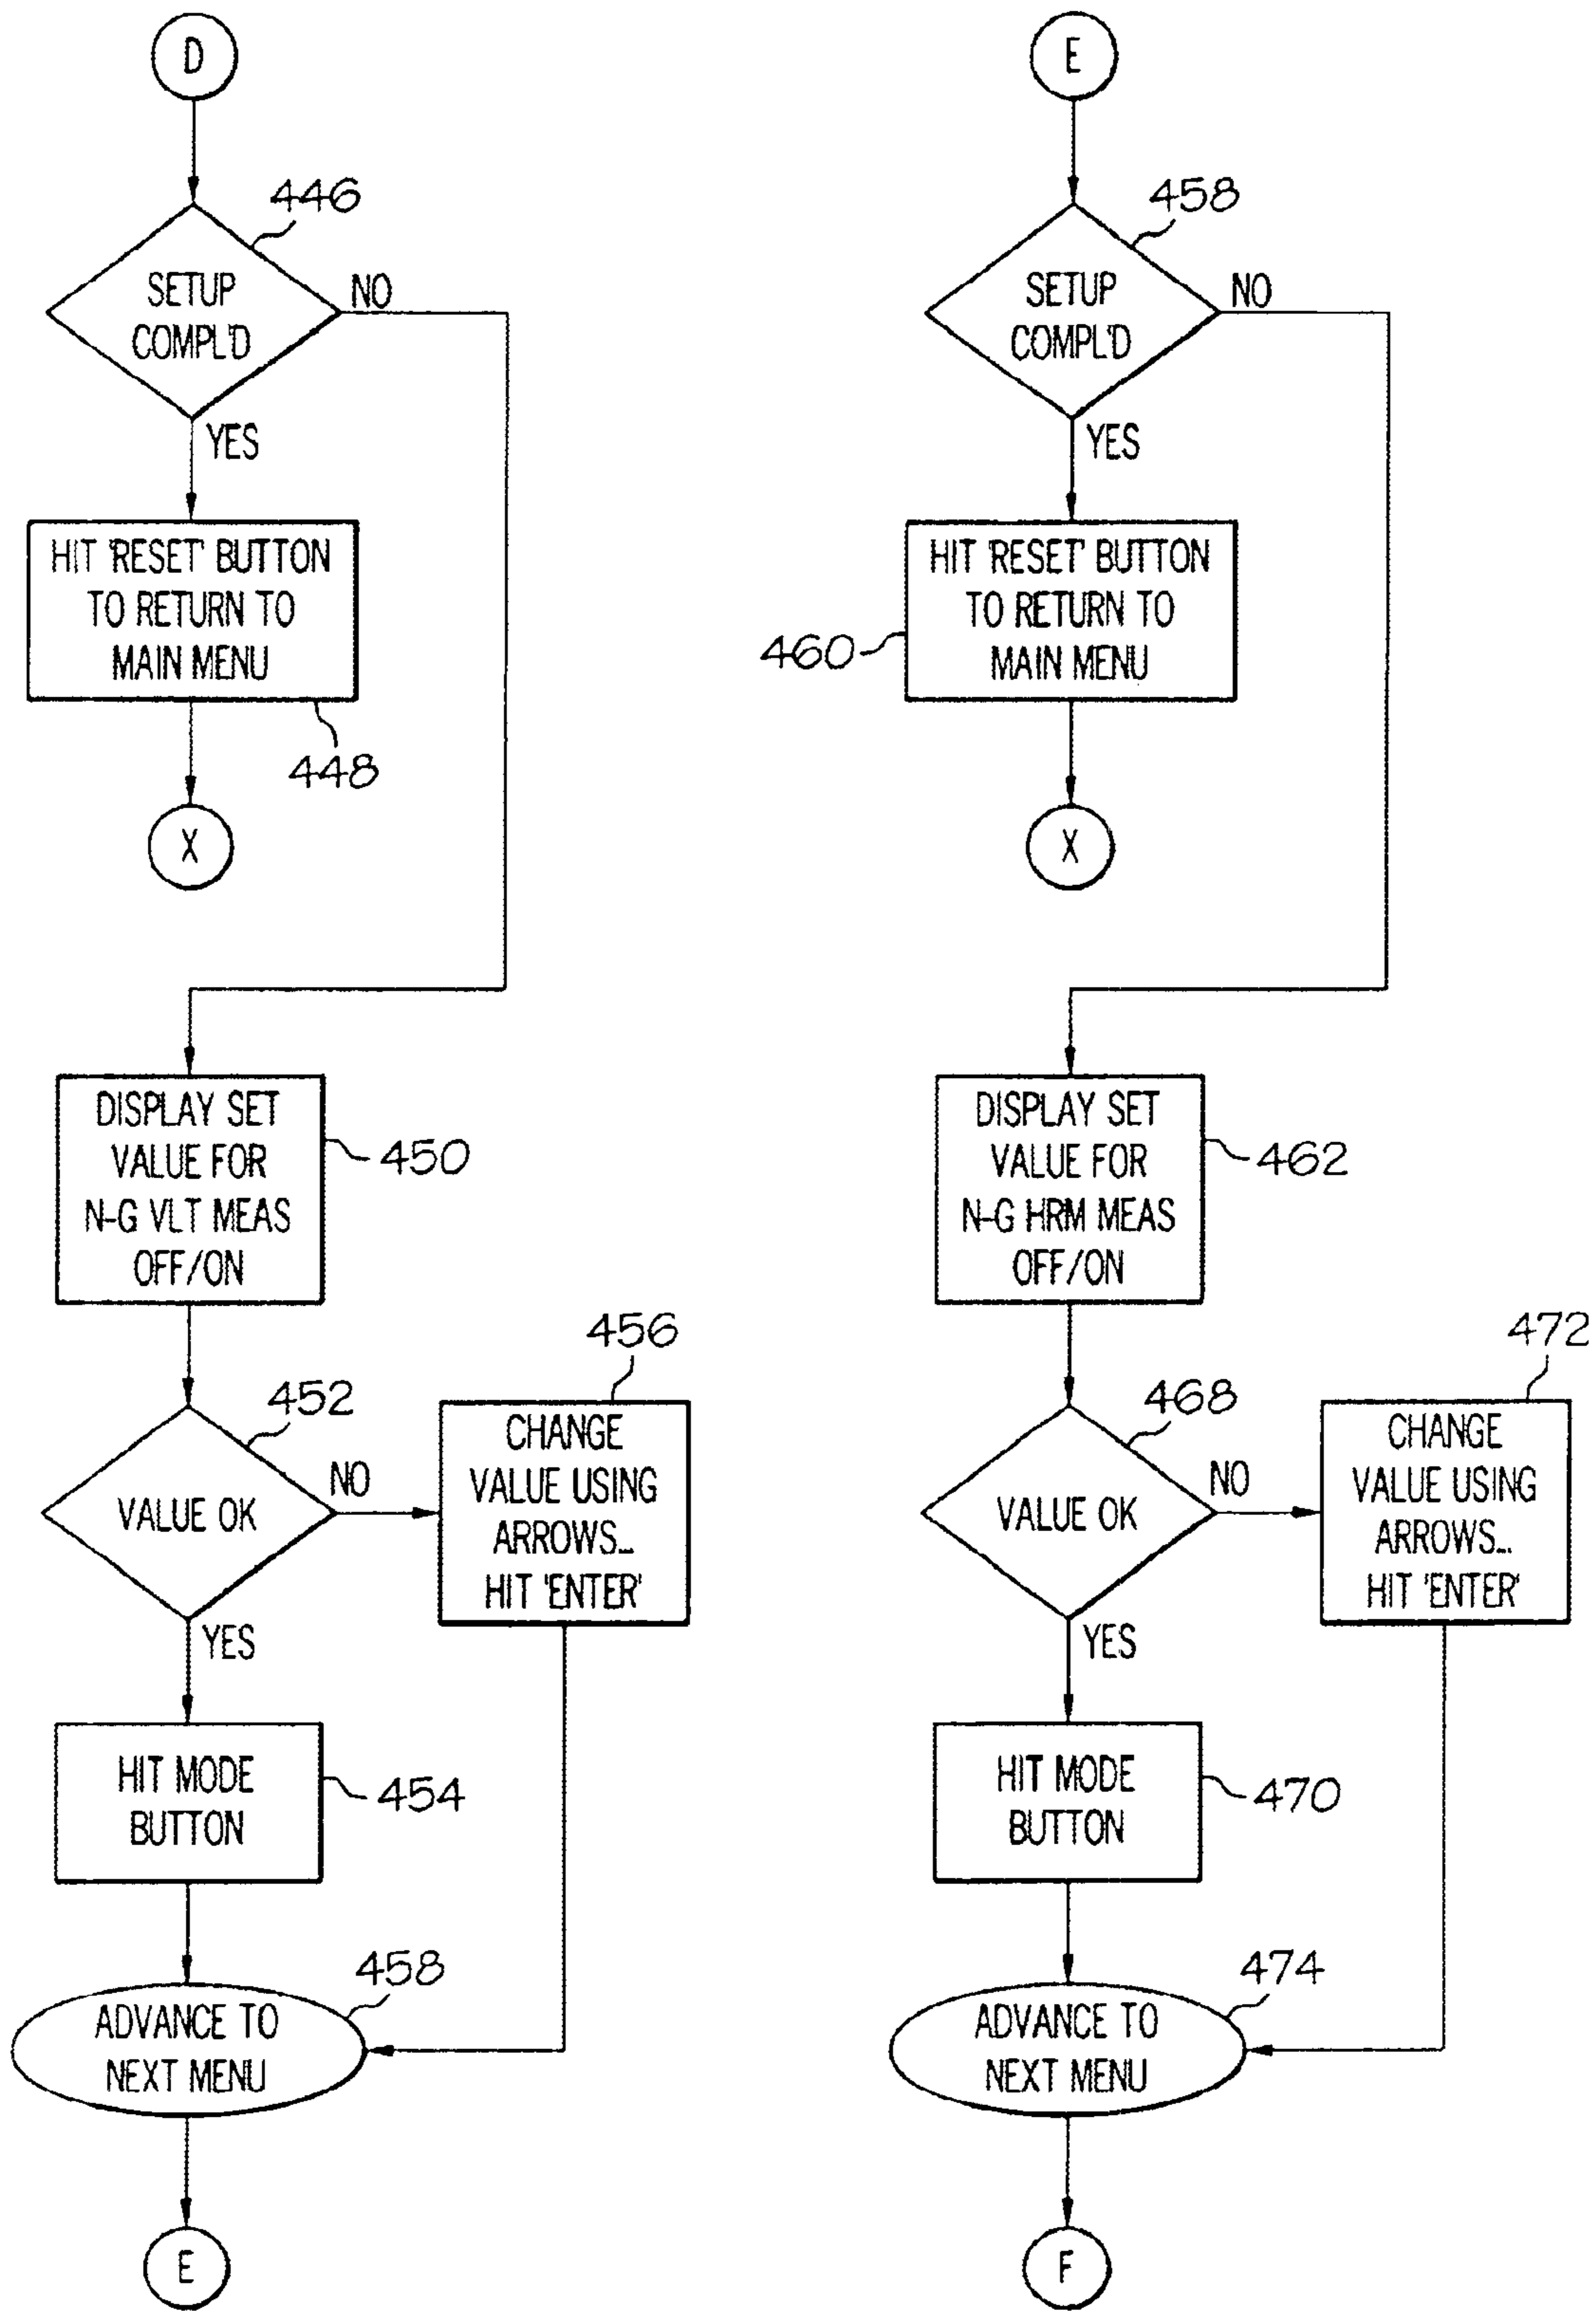 D
446
SETUP
COMPL'D
NO
YES
HIT 'RESET' BUTTON
TO RETURN TO
MAIN MENU
448
X
DISPLAY SET
VALUE FOR
N-G VLT MEAS
OFF/ON
450
452
VALUE OK
NO
YES
456
CHANGE
VALUE USING
ARROWS...
HIT 'ENTER'
HIT MODE
BUTTON
454
458
ADVANCE TO
NEXT MENU
E
E
458
SETUP
COMPL'D
NO
YES
HIT 'RESET' BUTTON
TO RETURN TO
MAIN MENU
460
X
DISPLAY SET
VALUE FOR
N-G HRM MEAS
OFF/ON
462
468
VALUE OK
NO
YES
472
CHANGE
VALUE USING
ARROWS...
HIT 'ENTER'
HIT MODE
BUTTON
470
474
ADVANCE TO
NEXT MENU
F